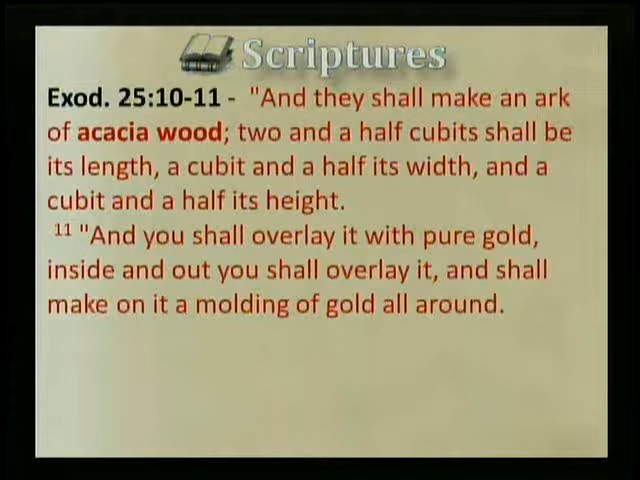 Scriptures
Exod. 25:10-11 - "And they shall make an ark
of acacia wood; two and a half cubits shall be
its length, a cubit and a half its width, and a
cubit and a half its height.
11 "And you shall overlay it with pure gold,
inside and out you shall overlay it, and shall
make on it a molding of gold all around.